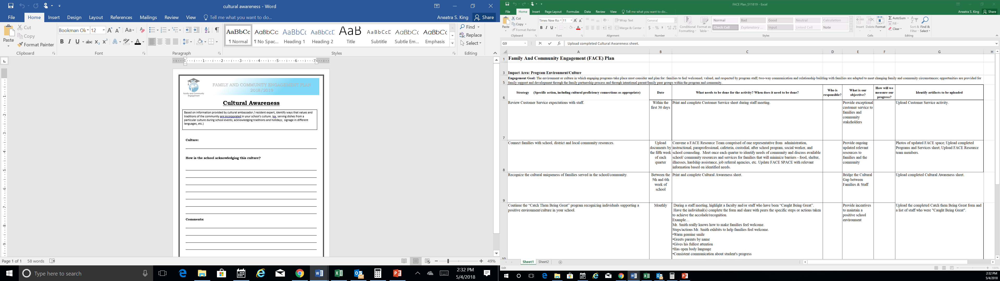 cultural awareness - Word
File Home Insert Design Layout References Mailings Review View Tell me what you want to do... Aneatra S. King Share
Paste
Cut
Copy
Format Painter
Clipboard
Bookman Ol 12
Font
Paragraph
AaBbCc AaBbCc AaBbC AaBbCcD AaB AaBbCcD AaBbCc AaBbCc
¶ Normal ¶ No Spac... Heading 1 Heading 2 Title Subtitle Subtle Em... Emphasis
Styles
Find
Replace
Select
Editing
Family and Community
Engagement
FAMILY AND COMMUNITY ENGAGEMENT PLAN
2018/2019
Cultural Awareness
Based on information provided by cultural ambassador / resident expert, identify ways that values and
traditions of the community are incorporated in your school's culture. (ex. serving dishes from a
particular culture during school events; acknowledging traditions and holidays; signage in different
languages, etc.)
Culture:
How is the school acknowledging this culture?
Comments:
Page 1 of 1 58 words
49%
Type here to search
2:32 PM
5/4/2018
FACE Plan_SY1819 - Excel
File Home Insert Page Layout Formulas Data Review View Tell me what you want to do... Aneatra S. King Share
Paste
Cut
Copy
Format Painter
Clipboard
Times New Ro 11
Font
Wrap Text
Merge & Center
Alignment
General
Number
Conditional Formatting
Format as Table
Normal Bad Good Neutral Calculation
Check Cell Explanatory ... Input Linked Cell Note
Styles
Insert Delete Format
Cells
AutoSum
Fill
Clear
Sort & Filter
Find & Select
Editing
G9 Upload completed Cultural Awareness sheet.
A B C D E F G H
1 Family And Community Engagement (FACE) Plan
3 Impact Area: Program Environment/Culture
Engagement Goal: The environment or culture in which engaging programs take place must consider and plan for: families to feel welcomed, valued, and respected by program staff; two-way communication and relationship building with families are adapted to meet changing family and community circumstances; opportunities are provided for
5 family support and development through the family partnership process and through intentional parent/family peer groups within the program and community.
6
Strategy (Specific action, including cultural proficiency connections as appropriate)
Date
What needs to be done for the activity? When does it need to be done?
Who is
responsible?
What is our
objective?
How will we
measure our
progress?
Identify artifacts to be uploaded
7
Review Customer Service expectations with staff.
Within the
first 30 days
Print and complete Customer Service sheet during staff meeting.
Provide exceptional
customer service to
families and
community
stakeholders
Upload Customer Service activity.
8
Connect families with school, district and local community resources.
Upload
documents by
the fifth week
of each
quarter
Convene a FACE Resource Team comprised of one representative from administration,
instructional, paraprofessional, cafeteria, custodial, after school program, social worker, and
school counseling. Meet once each quarter to identify needs of community and discuss available
school/ community resources and services for families that will minimize barriers - food, shelter,
illnesses, hardship assistance, job referral agencies, etc. Update FACE SPACE with relevant
information based on identified needs.
Provide ongoing
updated relevant
resources to
families and the
community
Photos of updated FACE space; Upload completed
Programs and Services sheet; Upload FACE Resource
team members.
9
Recognize the cultural uniqueness of families served in the school/community.
Between the
5th and 6th
week of
school
Print and complete Cultural Awareness sheet.
Bridge the Cultural
Gap between
Families & Staff
Upload completed Cultural Awareness sheet.
10
Continue the “Catch Them Being Great” program recognizing individuals supporting a
positive environment/culture in your school.
Monthly
During a staff meeting, highlight a faculty and/or staff who have been “Caught Being Great”.
Have the individual(s) complete the form and share with peers the specific steps or actions taken
to achieve the accolade/recognition.
Example…
Mr. Smith really knows how to make families feel welcome.
Steps/actions Mr. Smith exhibits to help families feel welcome.
•Warm genuine smile
•Greets parents by name
•Gives his fullest attention
•Has open body language
•Consistent communication about student's progress
Provide incentives
to maintain a
positive school
environment
Upload the completed Catch them Being Great form and
a list of staff who were "Caught Being Great".
Sheet1 Sheet2
Edit
100%
2:32 PM
5/4/2018